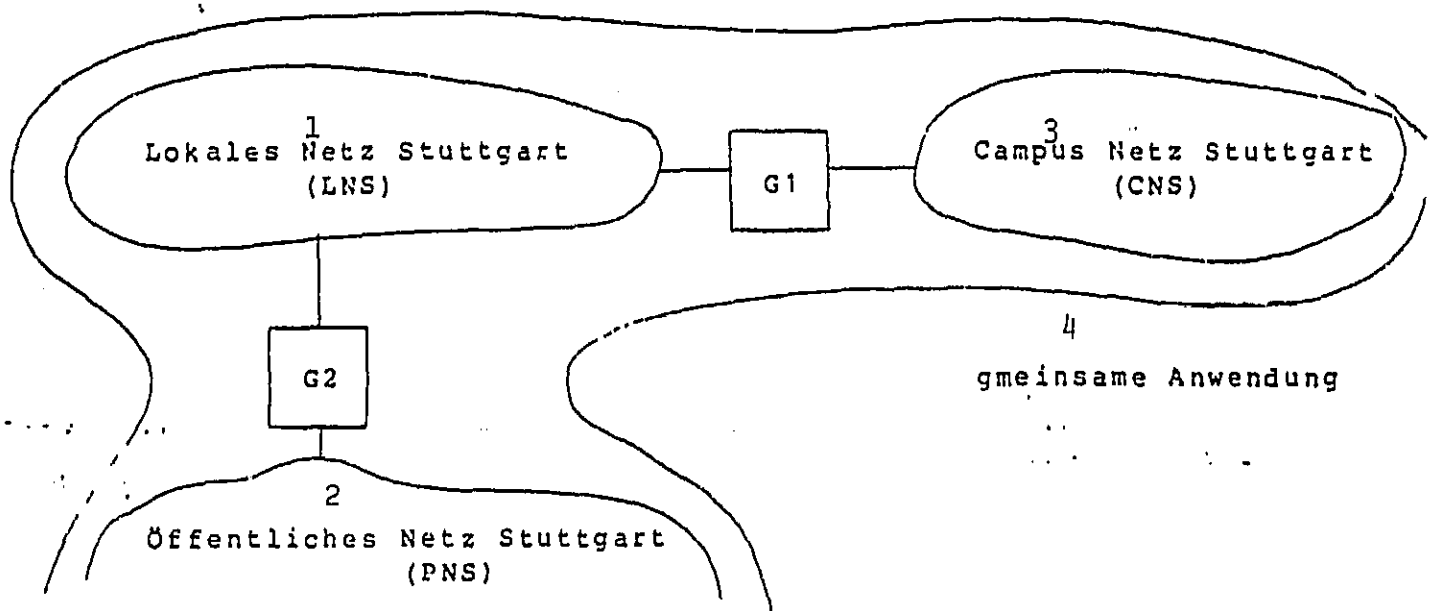 1
Lokales Netz Stuttgart
(LNS)
G1
3
Campus Netz Stuttgart
(CNS)
G2
4
gmeinsame Anwendung
2
Öffentliches Netz Stuttgart
(PNS)